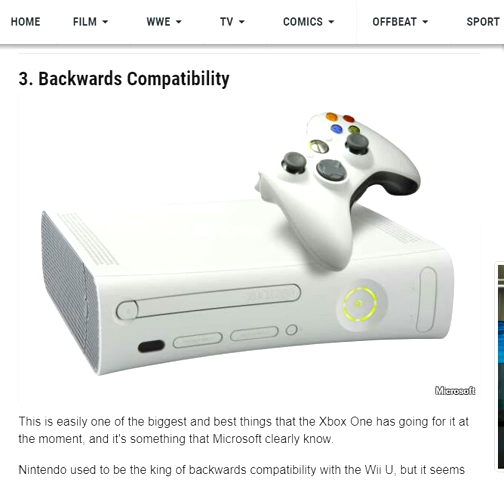 HOME FILM WWE TV COMICS OFFBEAT SPORT
3. Backwards Compatibility
Microsoft
This is easily one of the biggest and best things that the Xbox One has going for it at
the moment, and it's something that Microsoft clearly know.
Nintendo used to be the king of backwards compatibility with the Wii U, but it seems